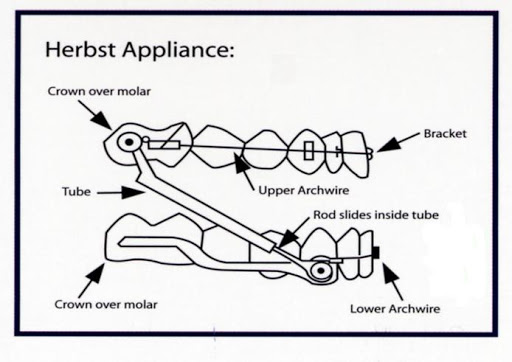 Herbst Appliance:
Crown over molar
Bracket
Upper Archwire
Tube
Rod slides inside tube
Crown over molar
Lower Archwire